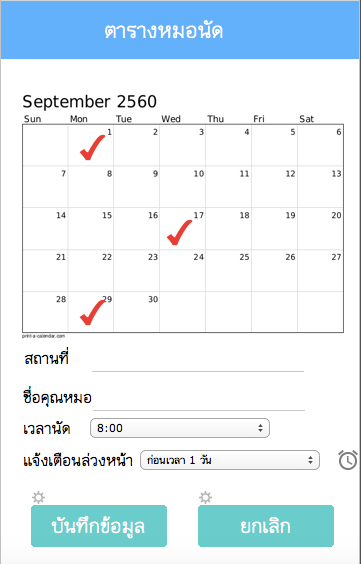 ตารางหมอนัด
September 2560
Sun Mon Tue Wed Thu Fri Sat
1 2 3 4 5 6
7 8 9 10 11 12 13
14 15 16 17 18 19 20
21 22 23 24 25 26 27
28 29 30
print-a-calendar.com
สถานที่
ชื่อคุณหมอ
เวลานัด 8:00
แจ้งเตือนล่วงหน้า ก่อนเวลา 1 วัน
บันทึกข้อมูล ยกเลิก